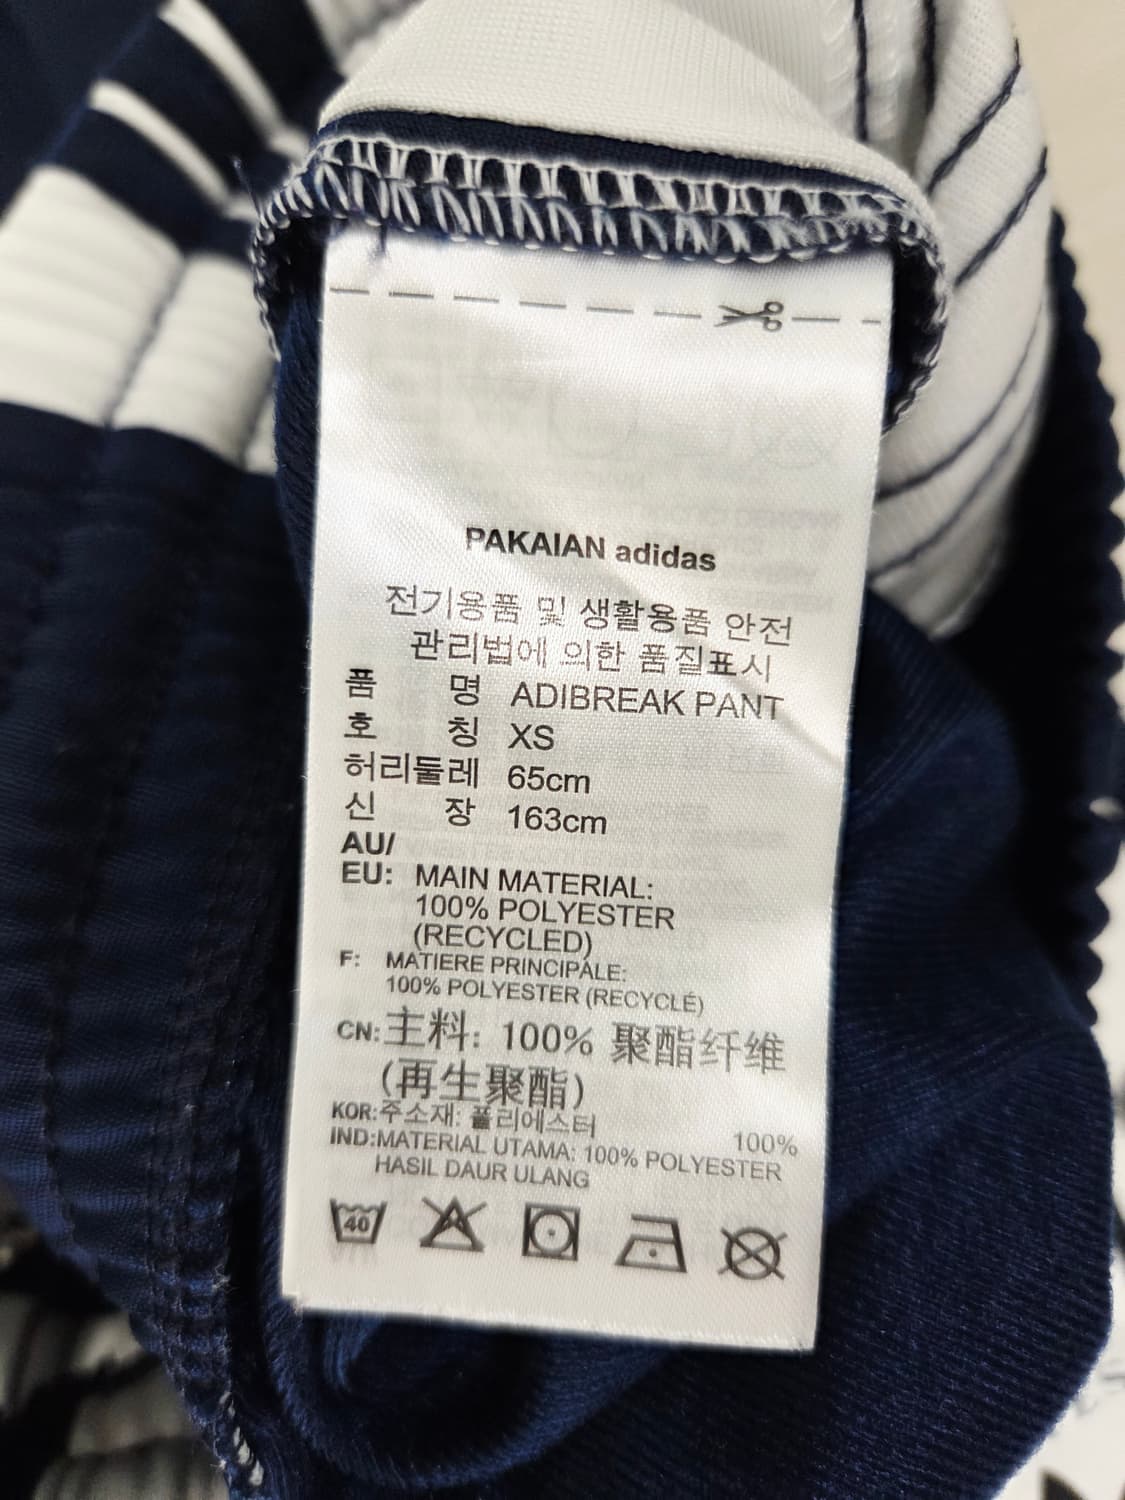 PAKAIAN adidas
전기용품 및 생활용품 안전
관리법에 의한 품질표시
품 명 ADIBREAK PANT
호 칭 XS
허리둘레 65cm
신 장 163cm
AU/
EU: MAIN MATERIAL:
100% POLYESTER
(RECYCLED)
F: MATIERE PRINCIPALE:
100% POLYESTER (RECYCLÉ)
CN:主料: 100% 聚酯纤维
(再生聚酯)
KOR:주소재: 폴리에스터 100%
IND:MATERIAL UTAMA: 100% POLYESTER
HASIL DAUR ULANG
40